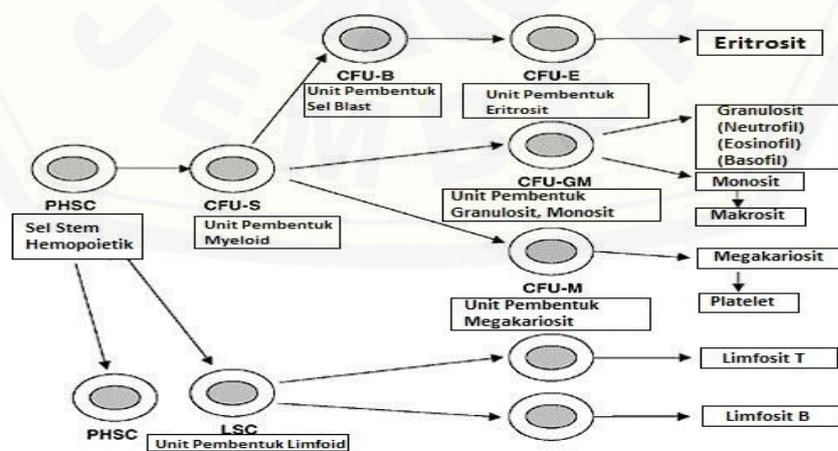 JEMBER
CFU-B
Unit Pembentuk
Sel Blast
CFU-E
Unit Pembentuk
Eritrosit
Eritrosit
PHSC
Sel Stem
Hemopoietik
CFU-S
Unit Pembentuk
Myeloid
CFU-GM
Unit Pembentuk
Granulosit, Monosit
Granulosit
(Neutrofil)
(Eosinofil)
(Basofil)
Monosit
Makrosit
CFU-M
Unit Pembentuk
Megakariosit
Megakariosit
Platelet
PHSC
LSC
Unit Pembentuk Limfoid
Limfosit T
Limfosit B